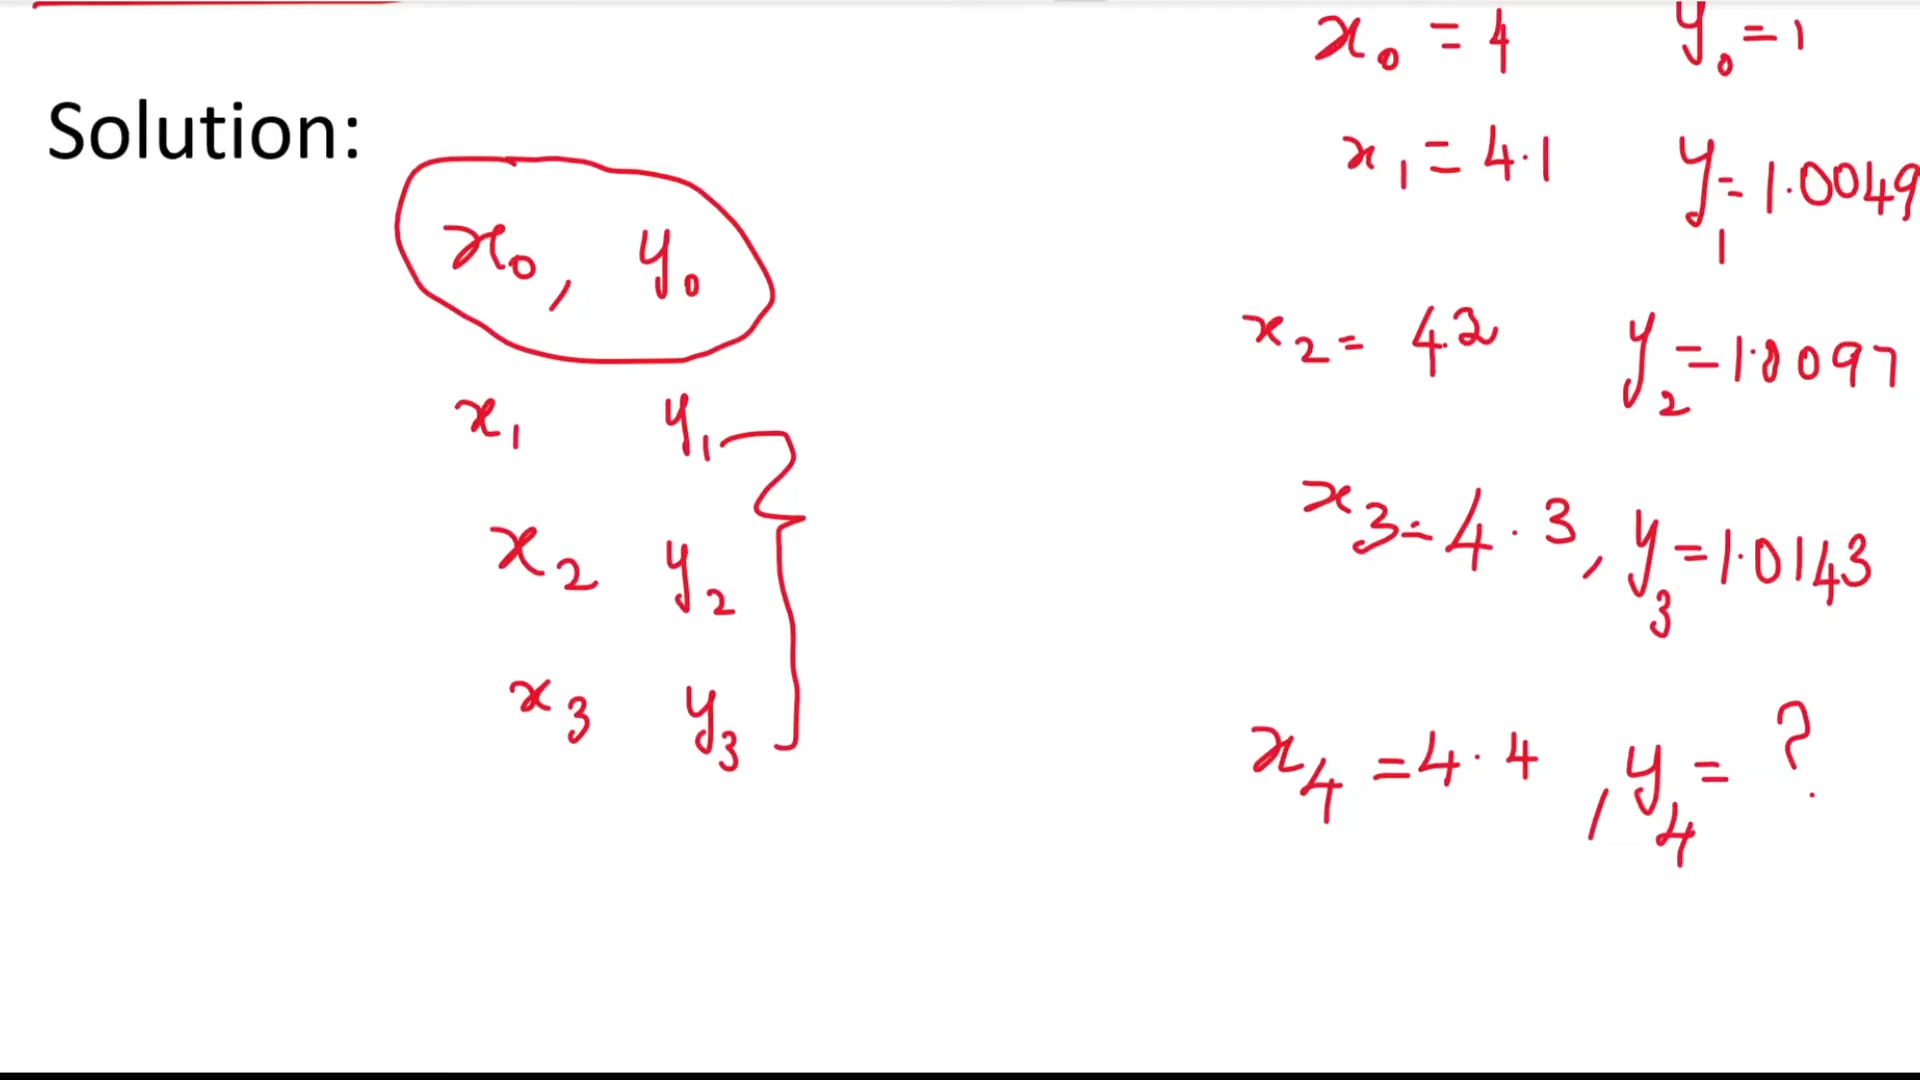 x₀ = 4 y₀ = 1
Solution:
x₁ = 4.1 y₁ = 1.0049
x₀, y₀
x₂ = 4.2 y₂ = 1.0097
x₁ y₁
x₂ y₂
x₃ = 4.3, y₃ = 1.0143
x₃ y₃
x₄ = 4.4, y₄ = ?